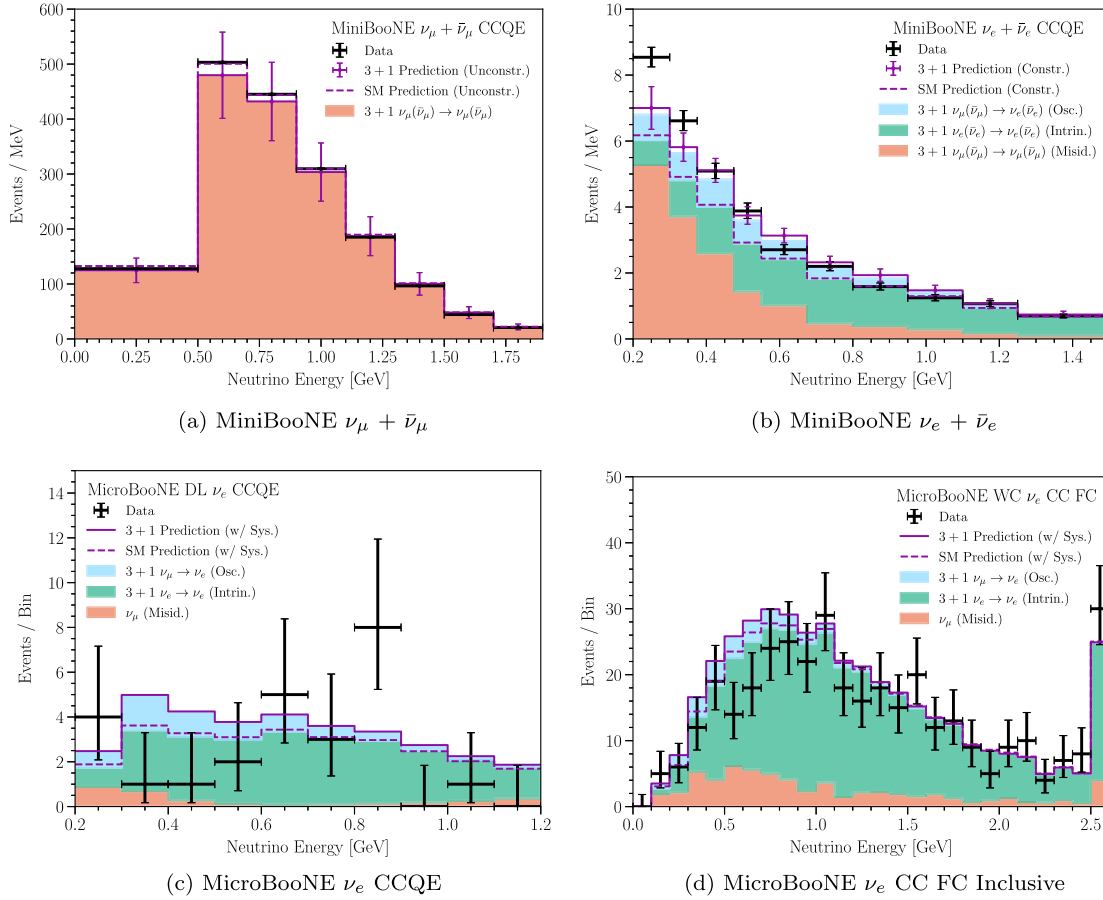 MiniBooNE νμ + ν̄μ CCQE
Data
3 + 1 Prediction (Unconstr.)
SM Prediction (Unconstr.)
3 + 1 νμ(ν̄μ) → νμ(ν̄μ)
Events / MeV
600
500
400
300
200
100
0
0.00 0.25 0.50 0.75 1.00 1.25 1.50 1.75
Neutrino Energy [GeV]
(a) MiniBooNE νμ + ν̄μ
MiniBooNE νe + ν̄e CCQE
Data
3 + 1 Prediction (Constr.)
SM Prediction (Constr.)
3 + 1 νμ(ν̄μ) → νe(ν̄e) (Osc.)
3 + 1 νe(ν̄e) → νe(ν̄e) (Intrin.)
3 + 1 νμ(ν̄μ) → νμ(ν̄μ) (Misid.)
Events / MeV
10
8
6
4
2
0
0.2 0.4 0.6 0.8 1.0 1.2 1.4
Neutrino Energy [GeV]
(b) MiniBooNE νe + ν̄e
MicroBooNE DL νe CCQE
Data
3 + 1 Prediction (w/ Sys.)
SM Prediction (w/ Sys.)
3 + 1 νμ → νe (Osc.)
3 + 1 νe → νe (Intrin.)
νμ (Misid.)
Events / Bin
14
12
10
8
6
4
2
0
0.2 0.4 0.6 0.8 1.0 1.2
Neutrino Energy [GeV]
(c) MicroBooNE νe CCQE
MicroBooNE WC νe CC FC
Data
3 + 1 Prediction (w/ Sys.)
SM Prediction (w/ Sys.)
3 + 1 νμ → νe (Osc.)
3 + 1 νe → νe (Intrin.)
νμ (Misid.)
Events / Bin
50
40
30
20
10
0
0.0 0.5 1.0 1.5 2.0 2.5
Neutrino Energy [GeV]
(d) MicroBooNE νe CC FC Inclusive